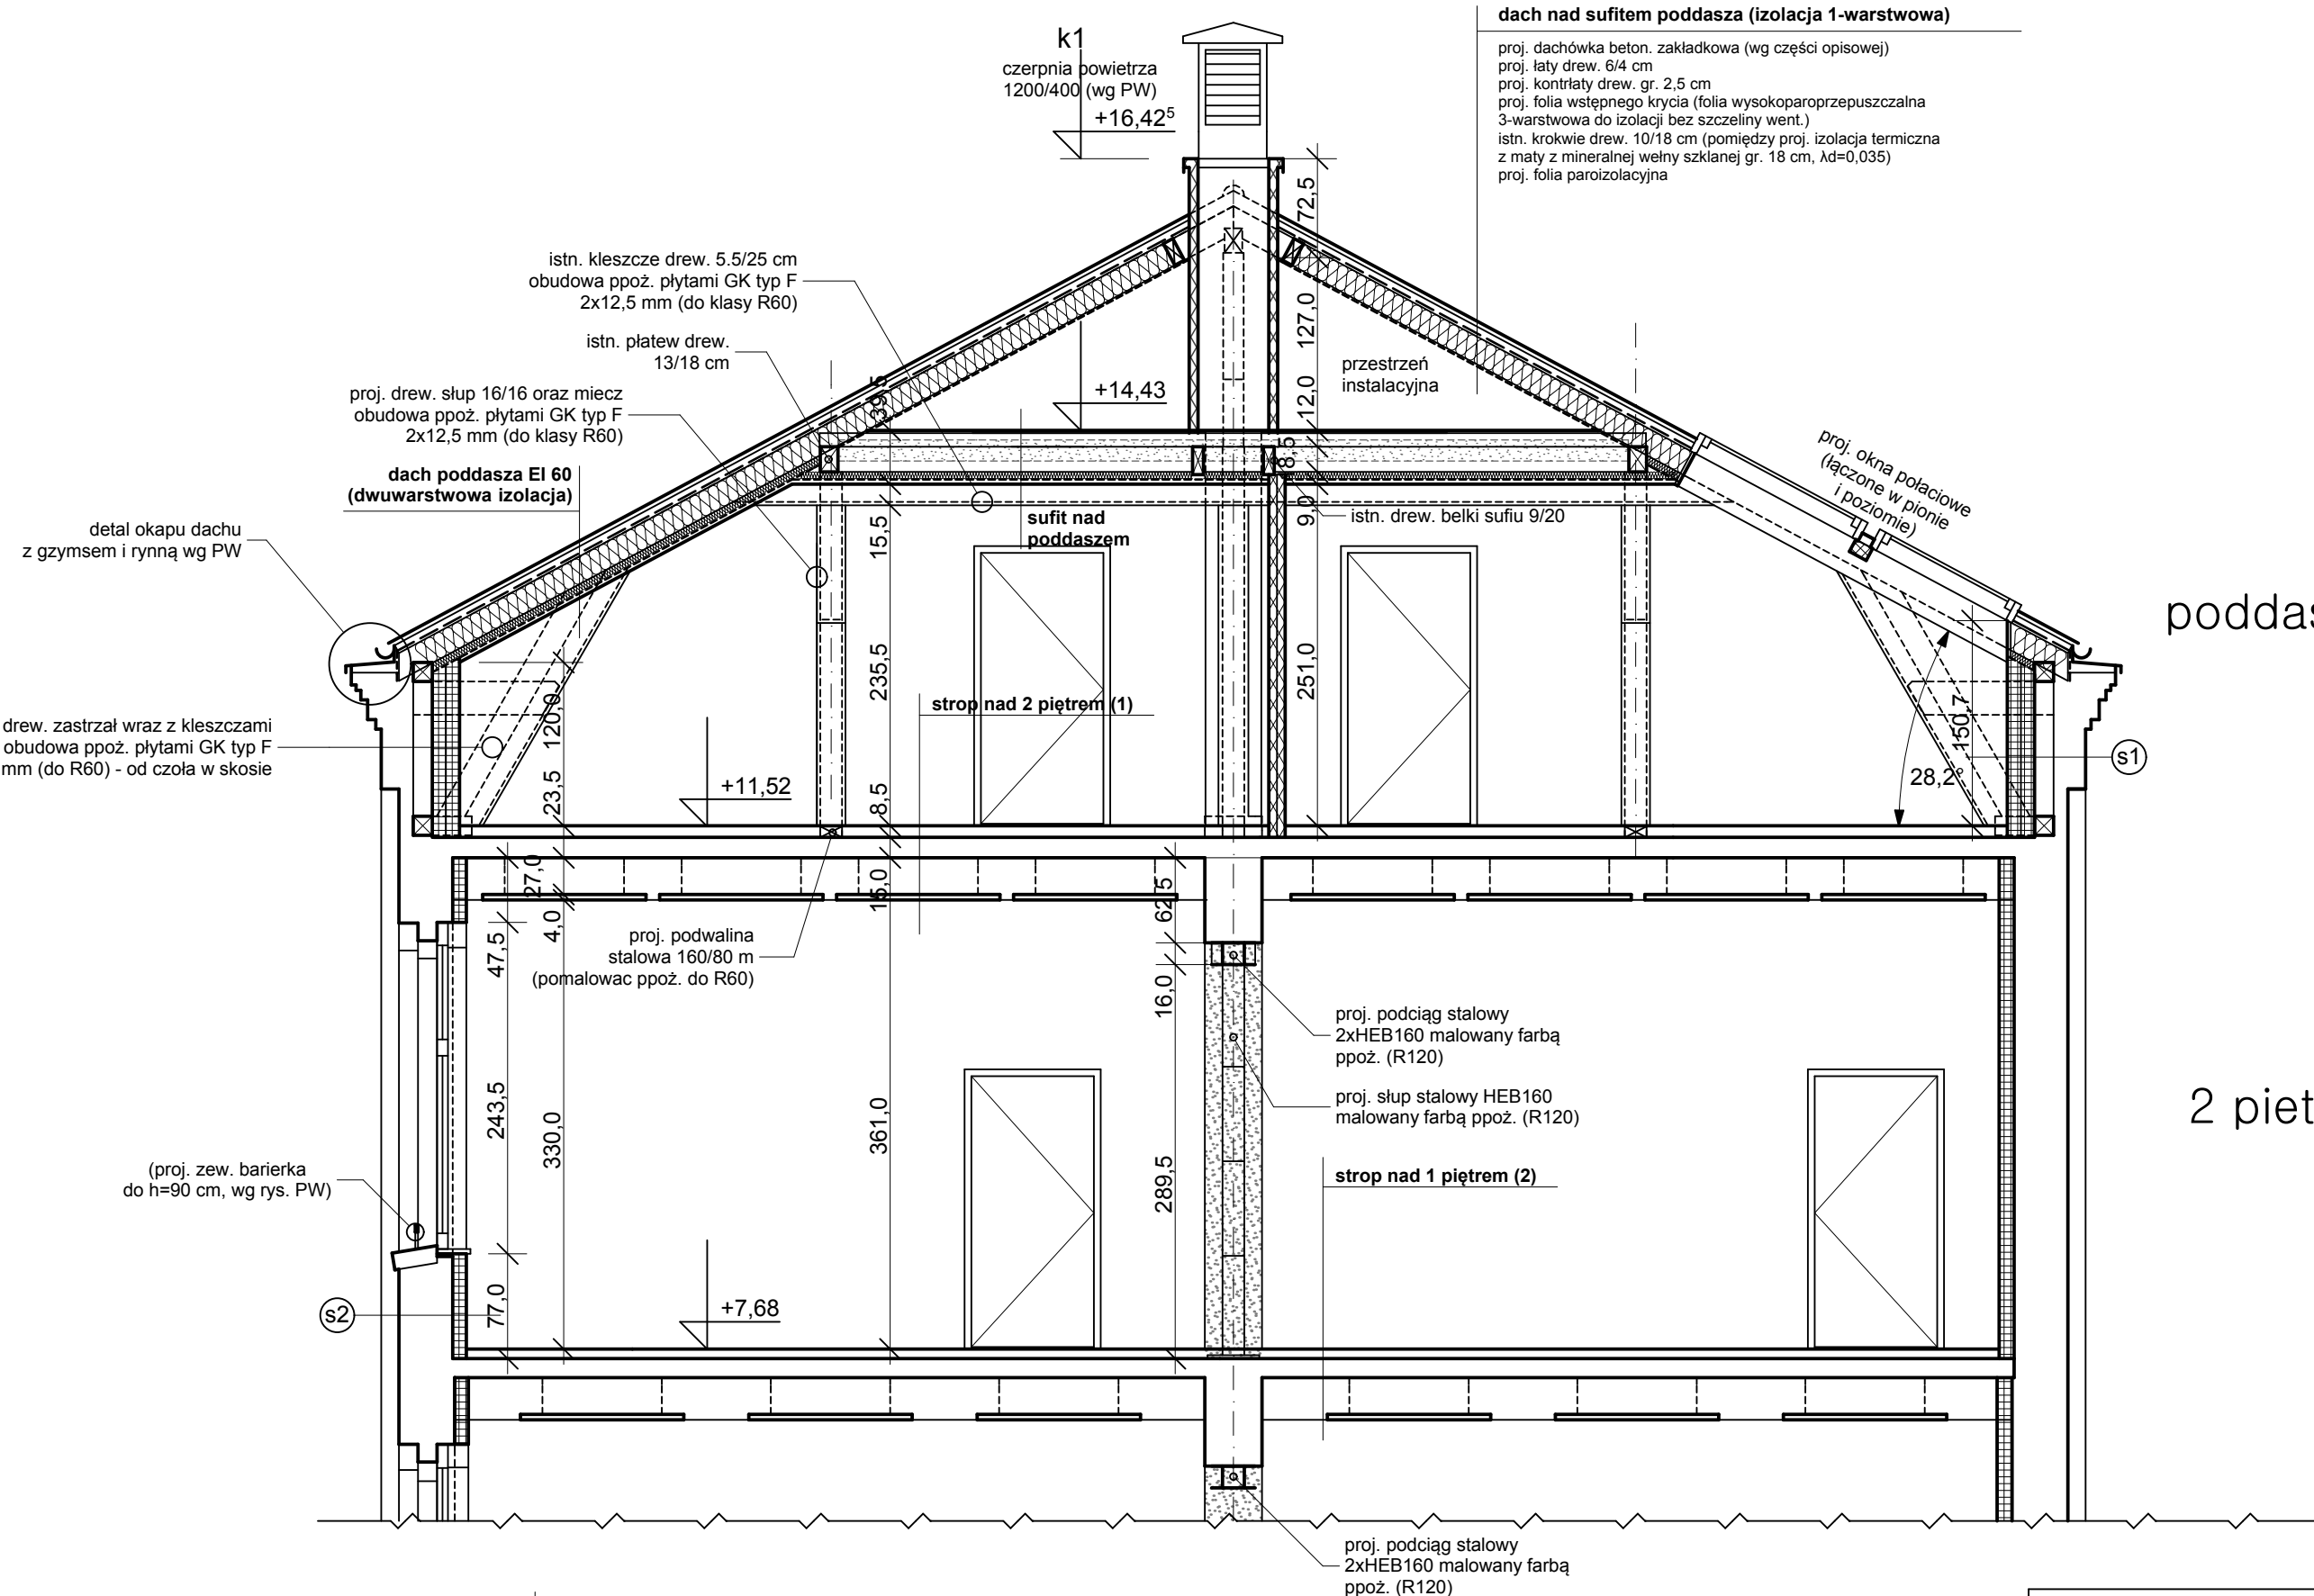 dach nad sufitem poddasza (izolacja 1-warstwowa)
proj. dachówka beton. zakładkowa (wg części opisowej)
proj. łaty drew. 6/4 cm
proj. kontrłaty drew. gr. 2,5 cm
proj. folia wstępnego krycia (folia wysokoparoprzepuszczalna
3-warstwowa do izolacji bez szczeliny went.)
istn. krokwie drew. 10/18 cm (pomiędzy proj. izolacja termiczna
z maty z mineralnej wełny szklanej gr. 18 cm, λd=0,035)
proj. folia paroizolacyjna
k1
czerpnia powietrza
1200/400 (wg PW)
+16,42⁵
72,5
istn. kleszcze drew. 5.5/25 cm
obudowa ppoż. płytami GK typ F
2x12,5 mm (do klasy R60)
127,0
istn. płatew drew.
13/18 cm
przestrzeń
instalacyjna
proj. drew. słup 16/16 oraz miecz
obudowa ppoż. płytami GK typ F
2x12,5 mm (do klasy R60)
39,5
+14,43
12,0
8,5
dach poddasza EI 60
(dwuwarstwowa izolacja)
proj. okna połaciowe
(łączone w pionie
i poziomie)
detal okapu dachu
z gzymsem i rynną wg PW
15,5
sufit nad
poddaszem
9,0
istn. drew. belki sufiu 9/20
235,5
251,0
strop nad 2 piętrem (1)
120,0
150,7
drew. zastrzał wraz z kleszczami
obudowa ppoż. płytami GK typ F
mm (do R60) - od czoła w skosie
23,5
+11,52
8,5
28,2°
s1
27,0
15,0
62,5
4,0
47,5
proj. podwalina
stalowa 160/80 m
(pomalowac ppoż. do R60)
16,0
proj. podciąg stalowy
2xHEB160 malowany farbą
ppoż. (R120)
proj. słup stalowy HEB160
malowany farbą ppoż. (R120)
243,5
330,0
361,0
289,5
strop nad 1 piętrem (2)
(proj. zew. barierka
do h=90 cm, wg rys. PW)
77,0
+7,68
s2
proj. podciąg stalowy
2xHEB160 malowany farbą
ppoż. (R120)
poddas
2 piet